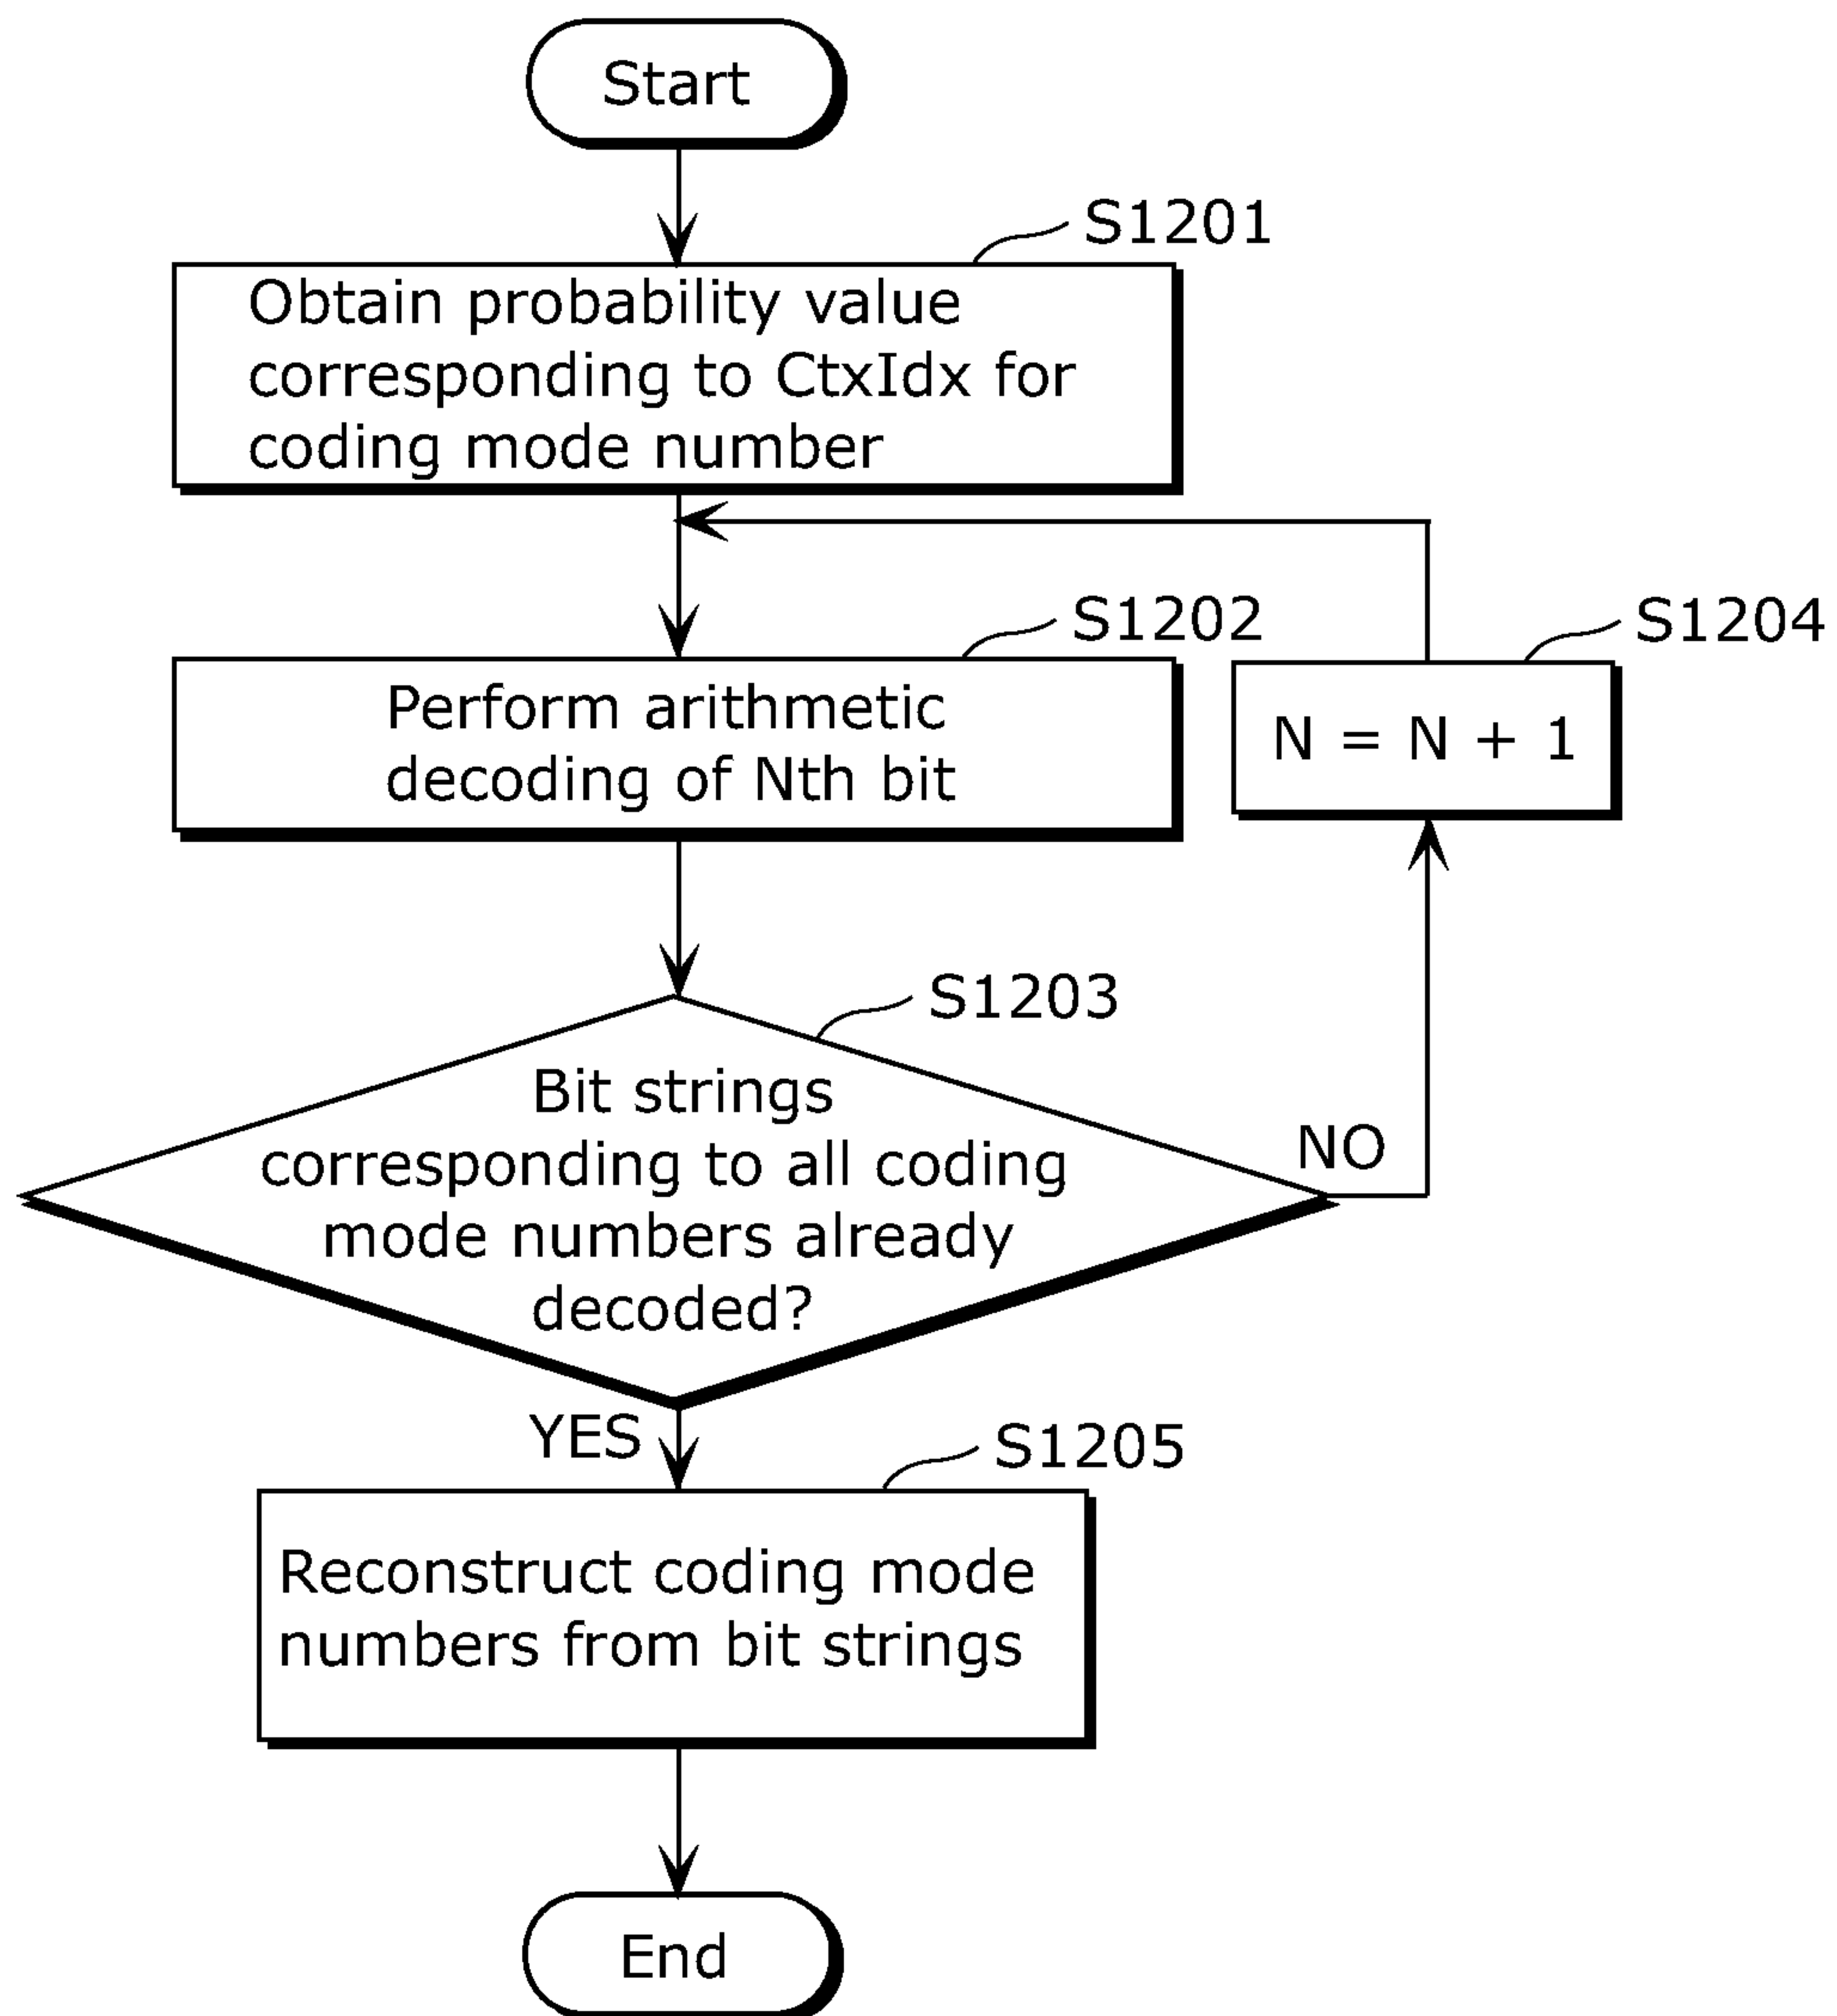 Start
S1201
Obtain probability value
corresponding to CtxIdx for
coding mode number
S1202
Perform arithmetic
decoding of Nth bit
S1204
N = N + 1
S1203
Bit strings
corresponding to all coding
mode numbers already
decoded?
NO
YES
S1205
Reconstruct coding mode
numbers from bit strings
End